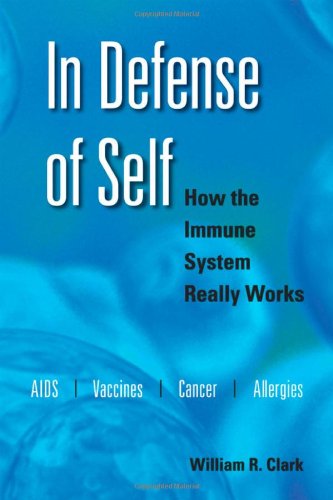 In Defense
of Self
How the
Immune
System
Really Works
AIDS | Vaccines | Cancer | Allergies
William R. Clark